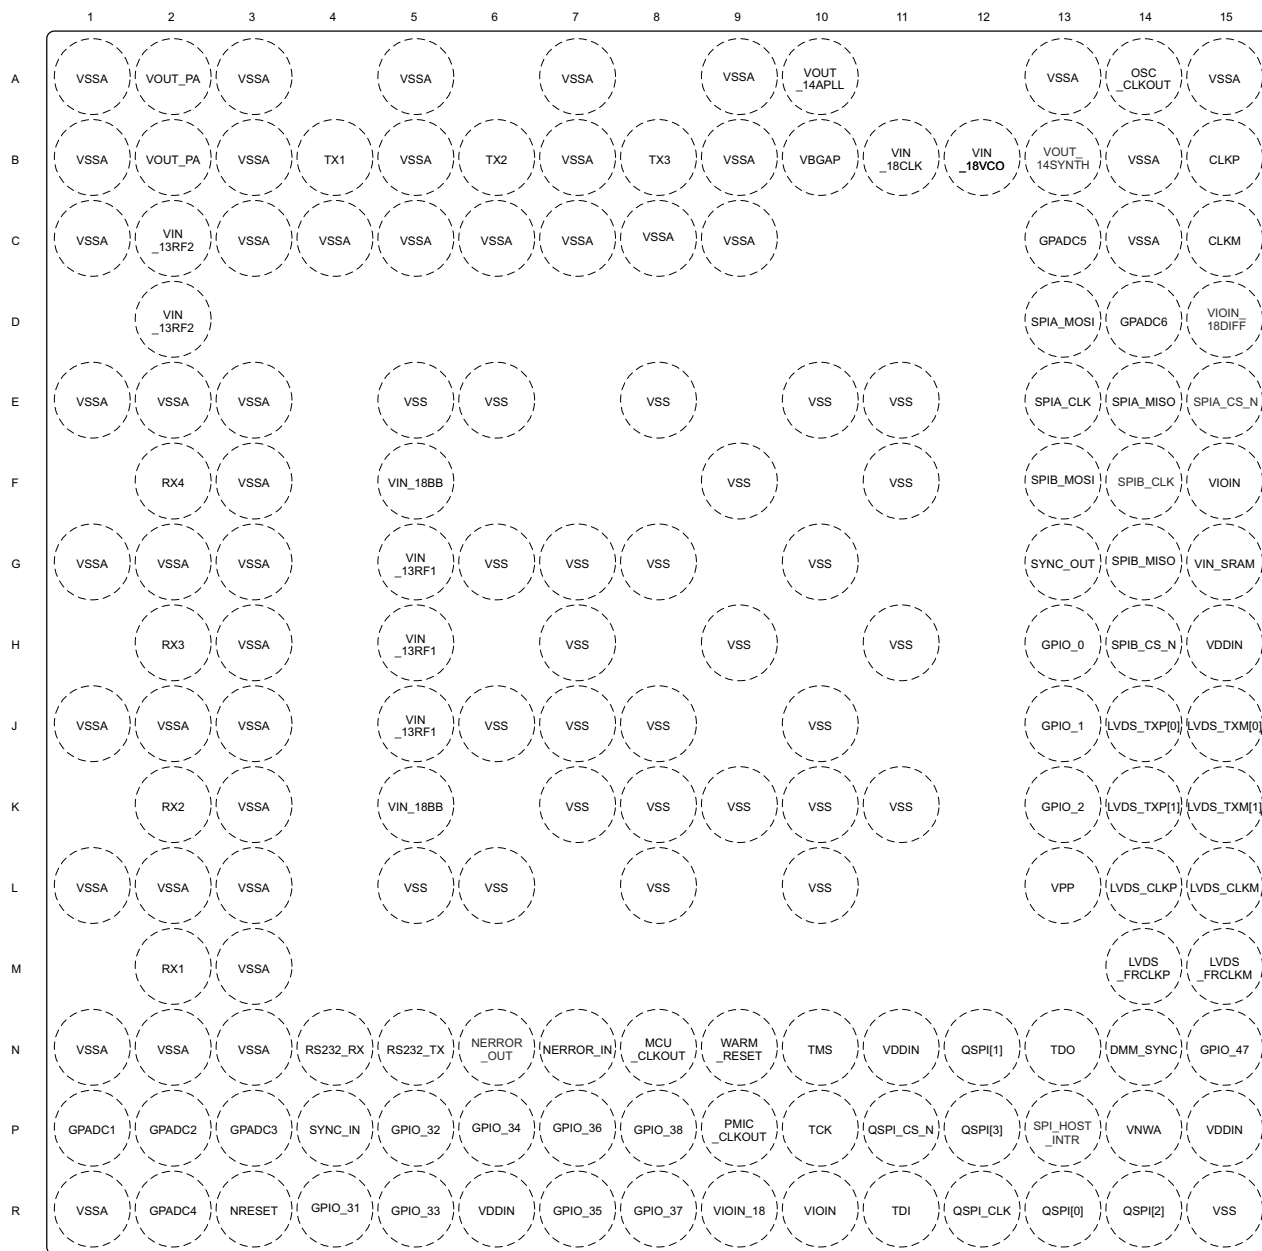 1 2 3 4 5 6 7 8 9 10 11 12 13 14 15
A VSSA VOUT_PA VSSA VSSA VSSA VSSA VOUT
_14APLL VSSA OSC
_CLKOUT VSSA
B VSSA VOUT_PA VSSA TX1 VSSA TX2 VSSA TX3 VSSA VBGAP VIN
_18CLK VIN
_18VCO VOUT_
14SYNTH VSSA CLKP
C VSSA VIN
_13RF2 VSSA VSSA VSSA VSSA VSSA VSSA VSSA GPADC5 VSSA CLKM
D VIN
_13RF2 SPIA_MOSI GPADC6 VIOIN_
18DIFF
E VSSA VSSA VSSA VSS VSS VSS VSS VSS SPIA_CLK SPIA_MISO SPIA_CS_N
F RX4 VSSA VIN_18BB VSS VSS SPIB_MOSI SPIB_CLK VIOIN
G VSSA VSSA VSSA VIN
_13RF1 VSS VSS VSS VSS SYNC_OUT SPIB_MISO VIN_SRAM
H RX3 VSSA VIN
_13RF1 VSS VSS VSS GPIO_0 SPIB_CS_N VDDIN
J VSSA VSSA VSSA VIN
_13RF1 VSS VSS VSS VSS GPIO_1 LVDS_TXP[0] LVDS_TXM[0]
K RX2 VSSA VIN_18BB VSS VSS VSS VSS VSS GPIO_2 LVDS_TXP[1] LVDS_TXM[1]
L VSSA VSSA VSSA VSS VSS VSS VSS VPP LVDS_CLKP LVDS_CLKM
M RX1 VSSA LVDS
_FRCLKP LVDS
_FRCLKM
N VSSA VSSA VSSA RS232_RX RS232_TX NERROR
_OUT NERROR_IN MCU
_CLKOUT WARM
_RESET TMS VDDIN QSPI[1] TDO DMM_SYNC GPIO_47
P GPADC1 GPADC2 GPADC3 SYNC_IN GPIO_32 GPIO_34 GPIO_36 GPIO_38 PMIC
_CLKOUT TCK QSPI_CS_N QSPI[3] SPI_HOST
_INTR VNWA VDDIN
R VSSA GPADC4 NRESET GPIO_31 GPIO_33 VDDIN GPIO_35 GPIO_37 VIOIN_18 VIOIN TDI QSPI_CLK QSPI[0] QSPI[2] VSS